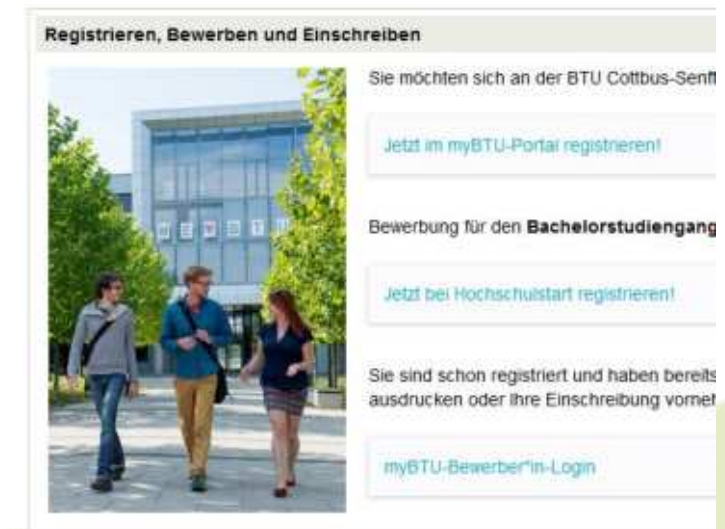 Registrieren, Bewerben und Einschreiben
Sie möchten sich an der BTU Cottbus-Senft
Jetzt im myBTU-Portal registrieren!
Bewerbung für den Bachelorstudiengang
Jetzt bei Hochschulstart registrieren!
Sie sind schon registriert und haben bereits
ausdrucken oder Ihre Einschreibung vorneh
myBTU-Bewerber*in-Login